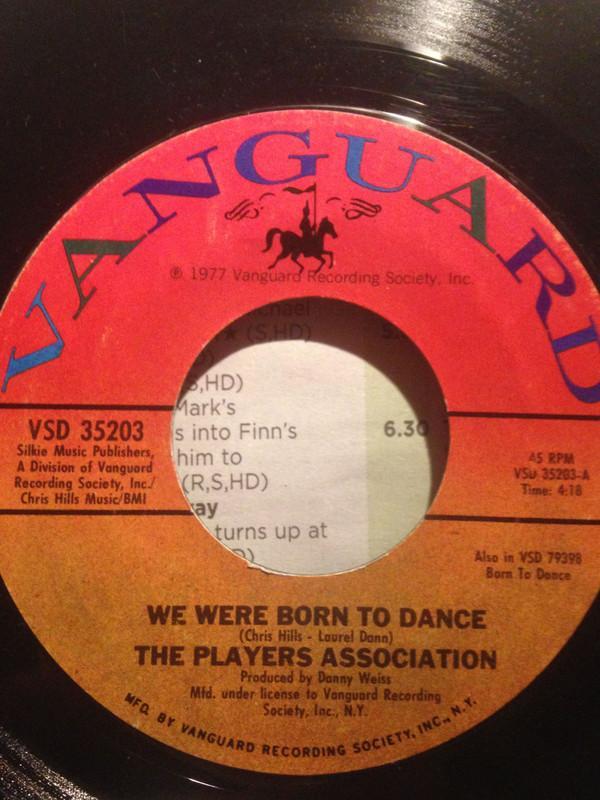 VANGUARD
℗ 1977 Vanguard Recording Society, Inc.
(S,HD)
S,HD)
Mark's
s into Finn's
6.30
him to
(R,S,HD)
turns up at
VSD 35203
Silkie Music Publishers,
A Division of Vanguard
Recording Society, Inc./
Chris Hills Music/BMI
45 RPM
VSD 35203-A
Time: 4:18
Also in VSD 79398
Born To Dance
WE WERE BORN TO DANCE
(Chris Hills - Laurel Dann)
THE PLAYERS ASSOCIATION
Produced by Danny Weiss
Mfd. under license to Vanguard Recording
Society, Inc., N.Y.
MFD. BY VANGUARD RECORDING SOCIETY, INC., N.Y.